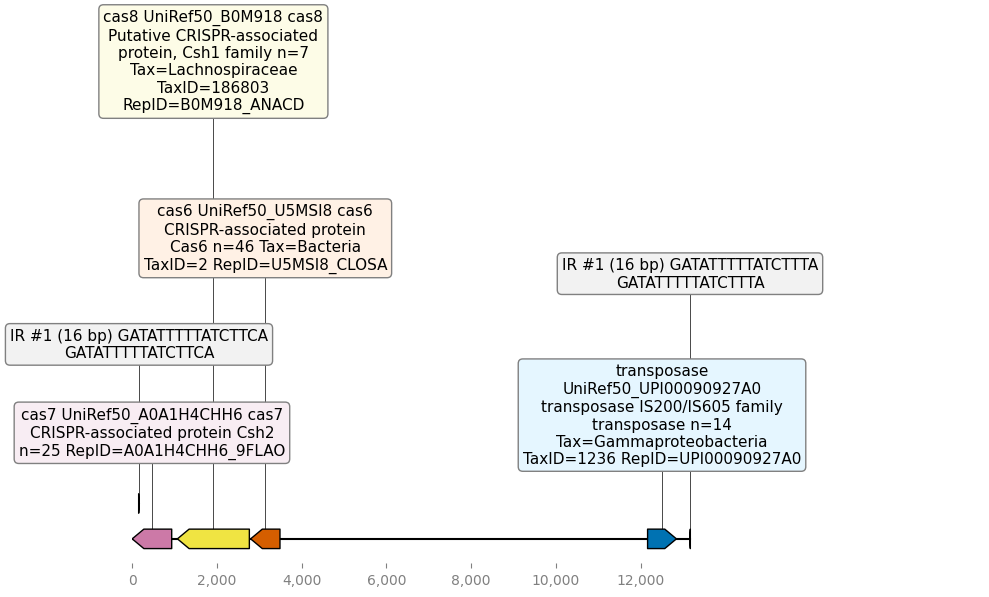 cas8 UniRef50_B0M918 cas8
Putative CRISPR-associated
protein, Csh1 family n=7
Tax=Lachnospiraceae
TaxID=186803
RepID=B0M918_ANACD
cas6 UniRef50_U5MSI8 cas6
CRISPR-associated protein
Cas6 n=46 Tax=Bacteria
TaxID=2 RepID=U5MSI8_CLOSA
IR #1 (16 bp) GATATTTTTATCTTTA
GATATTTTTATCTTTA
IR #1 (16 bp) GATATTTTTATCTTCA
GATATTTTTATCTTCA
transposase
UniRef50_UPI00090927A0
transposase IS200/IS605 family
transposase n=14
Tax=Gammaproteobacteria
TaxID=1236 RepID=UPI00090927A0
cas7 UniRef50_A0A1H4CHH6 cas7
CRISPR-associated protein Csh2
n=25 RepID=A0A1H4CHH6_9FLAO
0 2,000 4,000 6,000 8,000 10,000 12,000